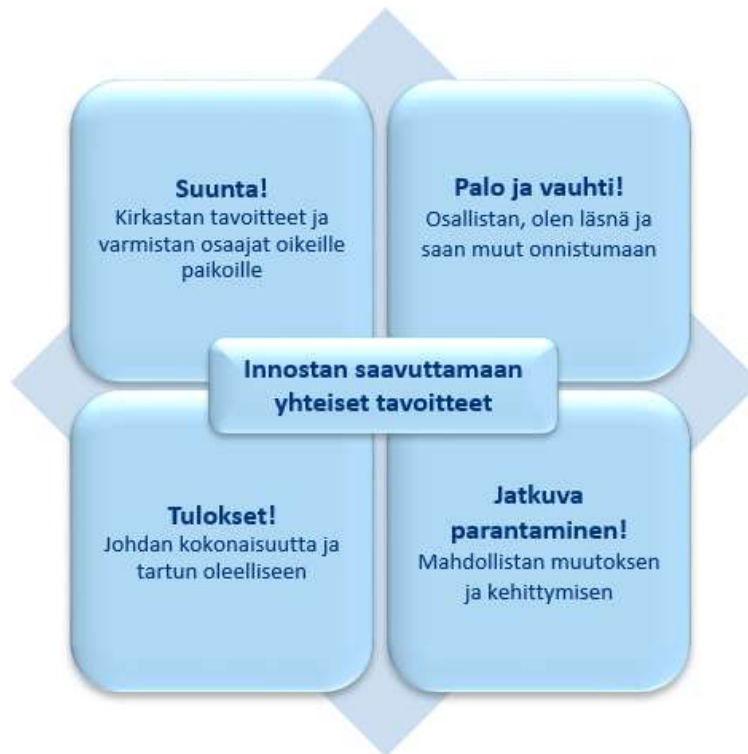 Suunta!
Kirkastan tavoitteet ja
varmistan osaajat oikeille
paikoille
Palo ja vauhti!
Osallistan, olen läsnä ja
saan muut onnistumaan
Innostan saavuttamaan
yhteiset tavoitteet
Tulokset!
Johdan kokonaisuutta ja
tartun oleelliseen
Jatkuva
parantaminen!
Mahdollistan muutoksen
ja kehittymisen